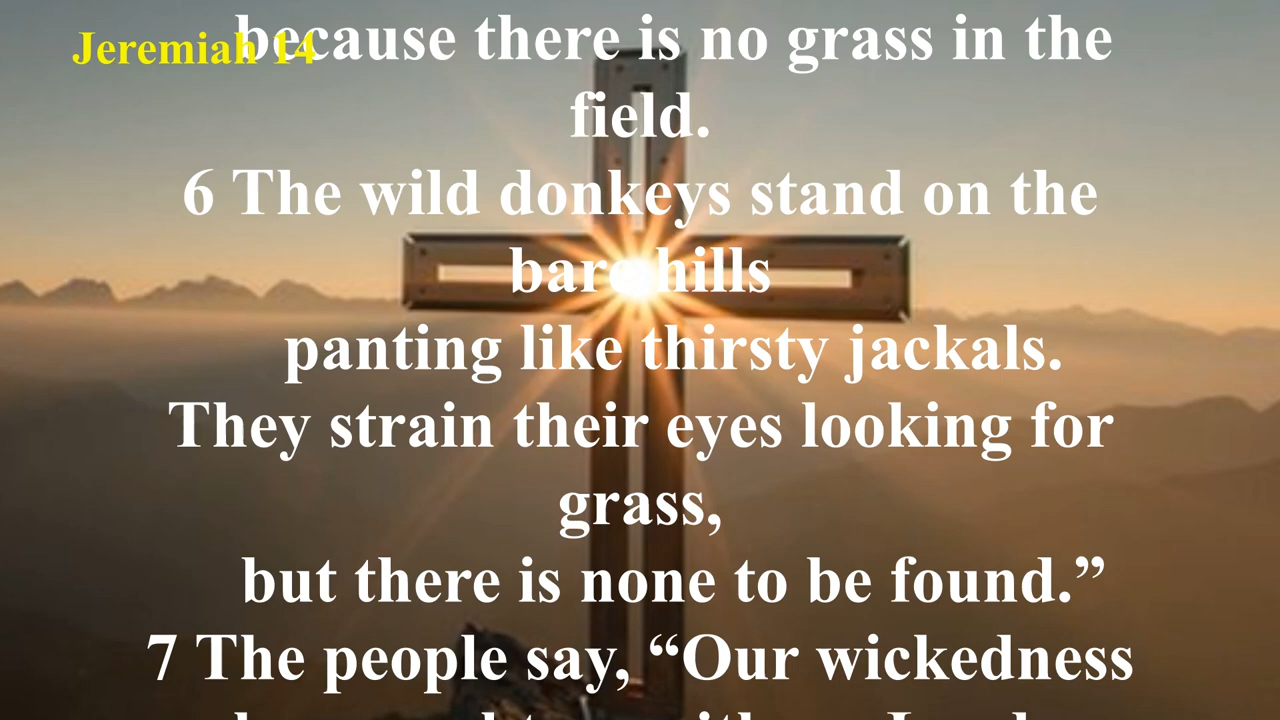 Jeremiah 14
because there is no grass in the
field.
6 The wild donkeys stand on the
bare hills
panting like thirsty jackals.
They strain their eyes looking for
grass,
but there is none to be found.”
7 The people say, “Our wickedness